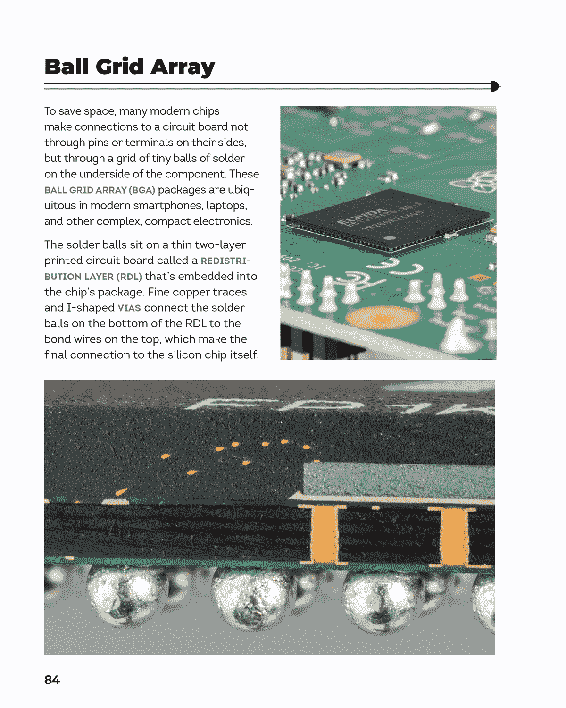 Ball Grid Array
To save space, many modern chips
make connections to a circuit board not
through pins or terminals on their sides,
but through a grid of tiny balls of solder
on the underside of the component. These
BALL GRID ARRAY (BGA) packages are ubiq-
uitous in modern smartphones, laptops,
and other complex, compact electronics.
The solder balls sit on a thin two-layer
printed circuit board called a REDISTRI-
BUTION LAYER (RDL) that's embedded into
the chip's package. Fine copper traces
and I-shaped VIAS connect the solder
balls on the bottom of the RDL to the
bond wires on the top, which make the
final connection to the silicon chip itself.
84